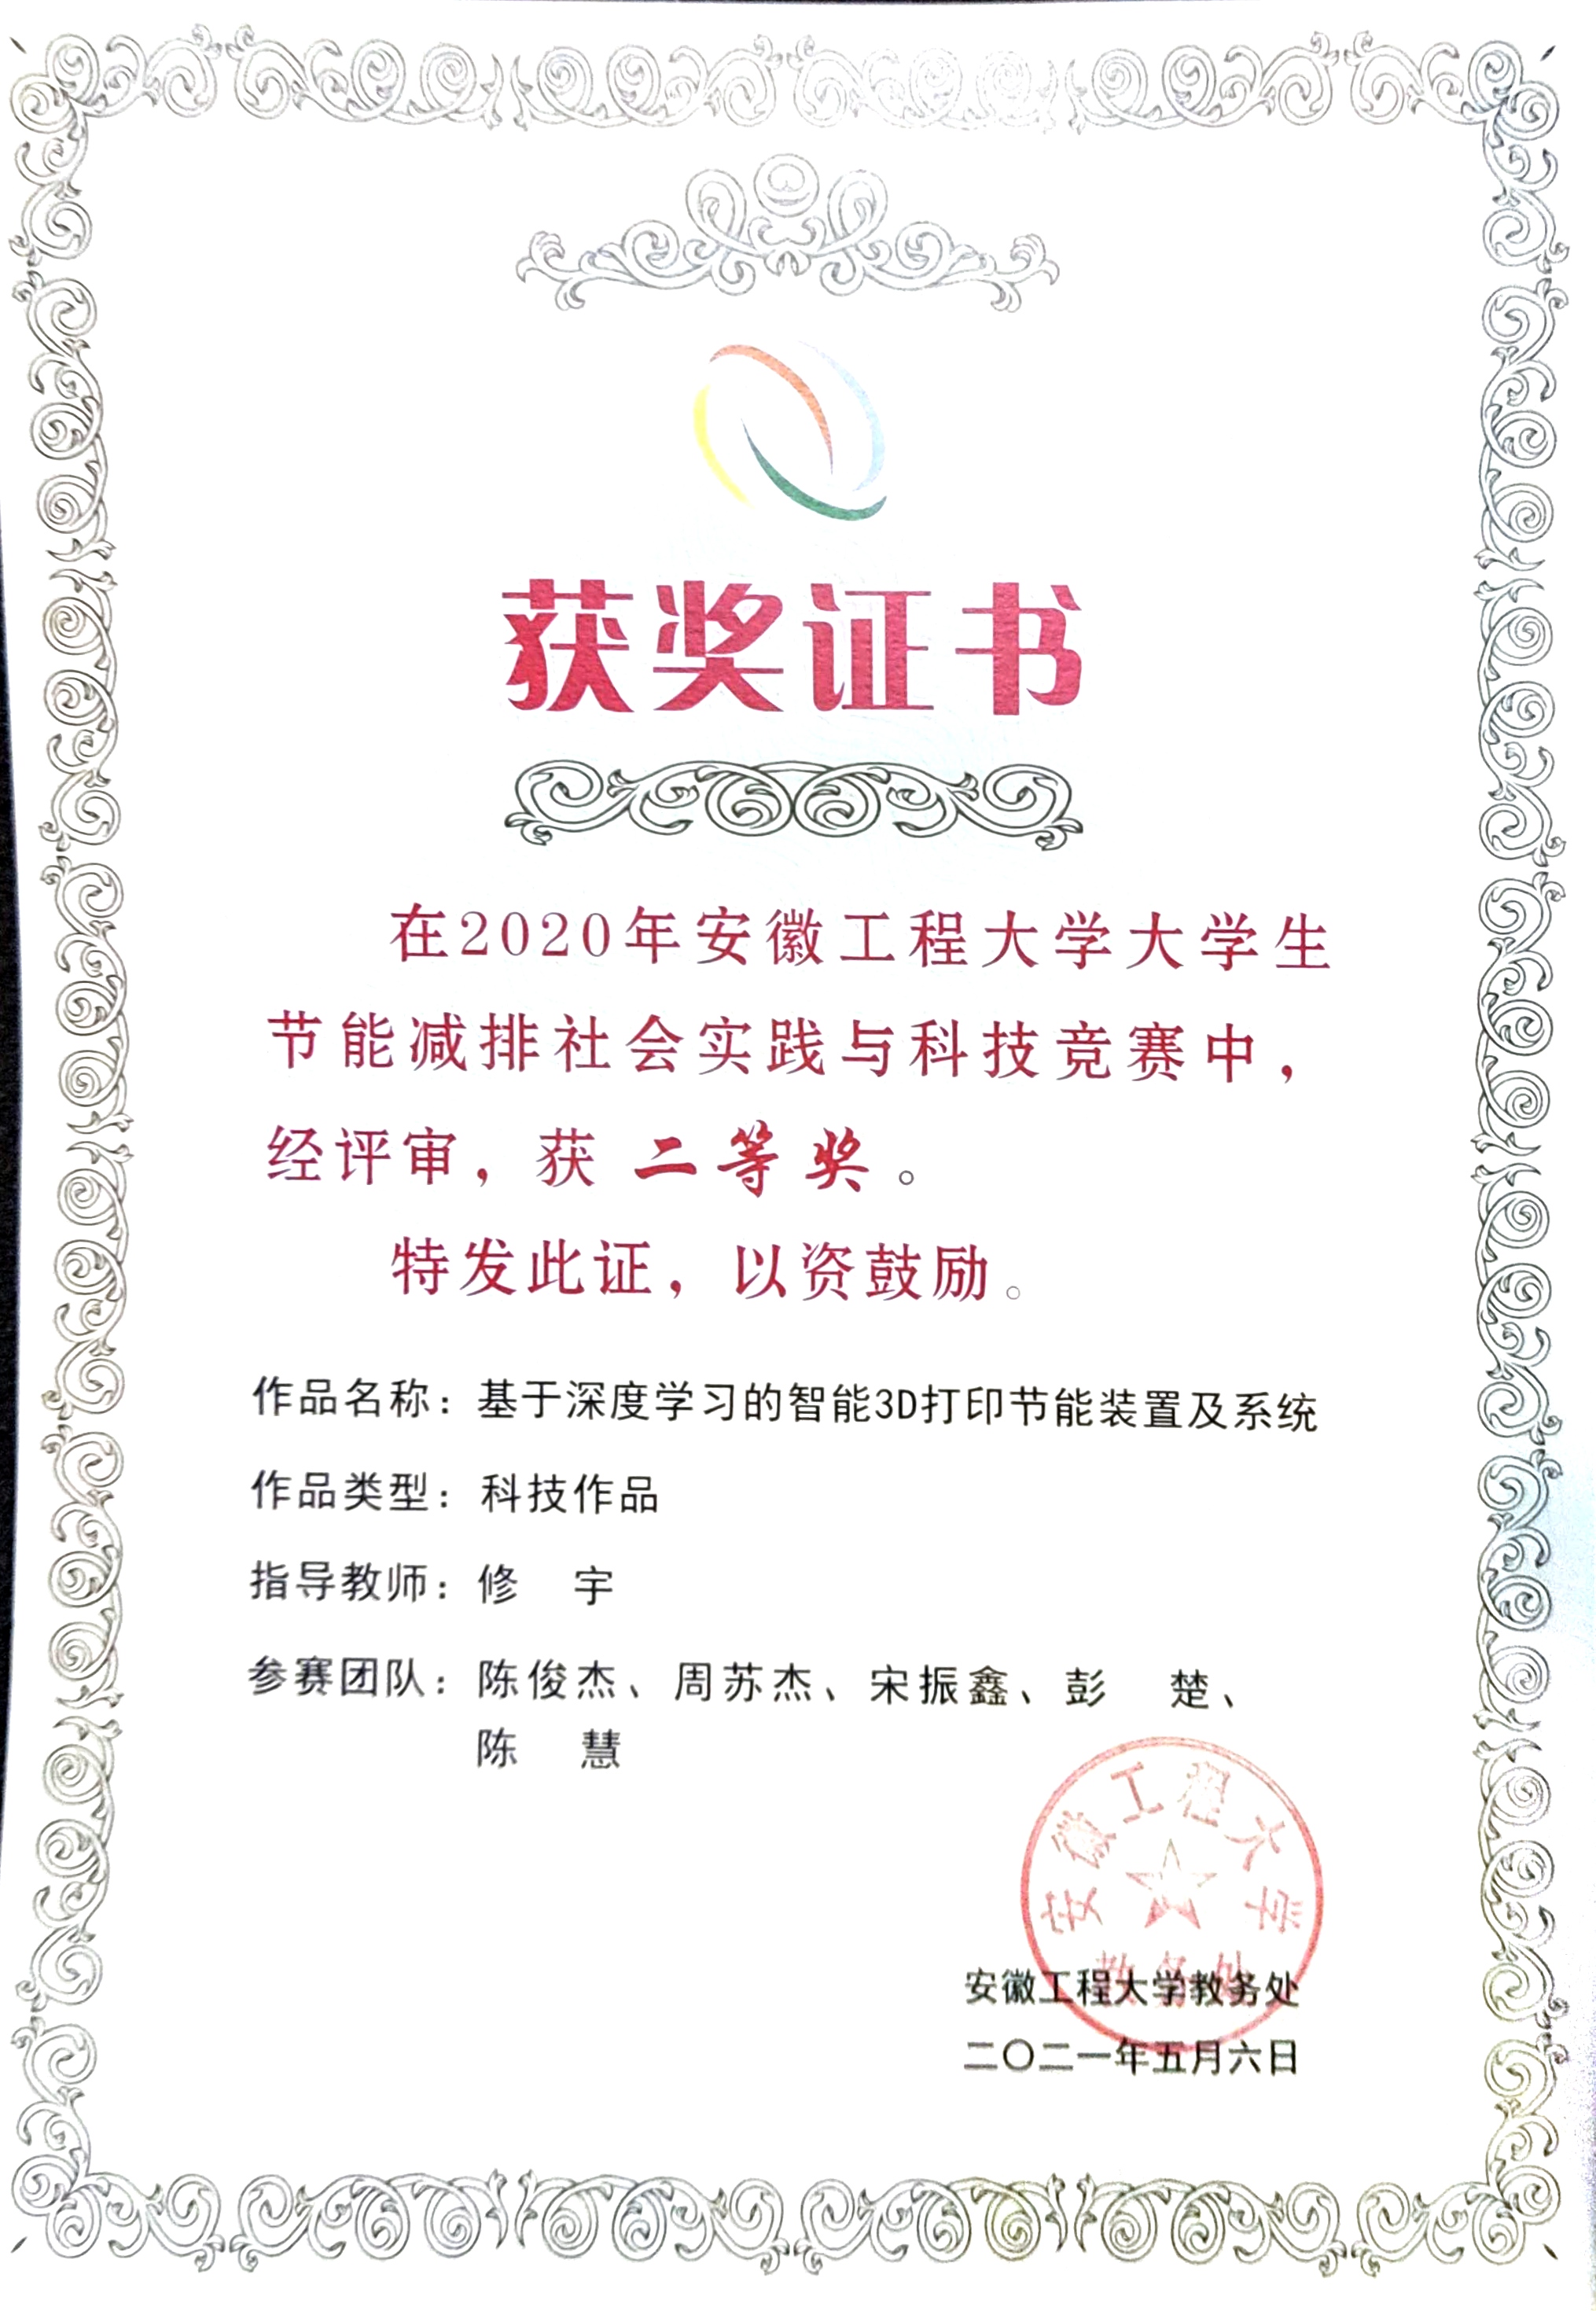 获奖证书
在2020年安徽工程大学大学生
节能减排社会实践与科技竞赛中，
经评审，获 二等奖 。
特发此证，以资鼓励。
作品名称：基于深度学习的智能3D打印节能装置及系统
作品类型：科技作品
指导教师：修 宇
参赛团队：陈俊杰、周苏杰、宋振鑫、彭 楚、
陈 慧
安徽工程大学
教务处
安徽工程大学教务处
二〇二一年五月六日